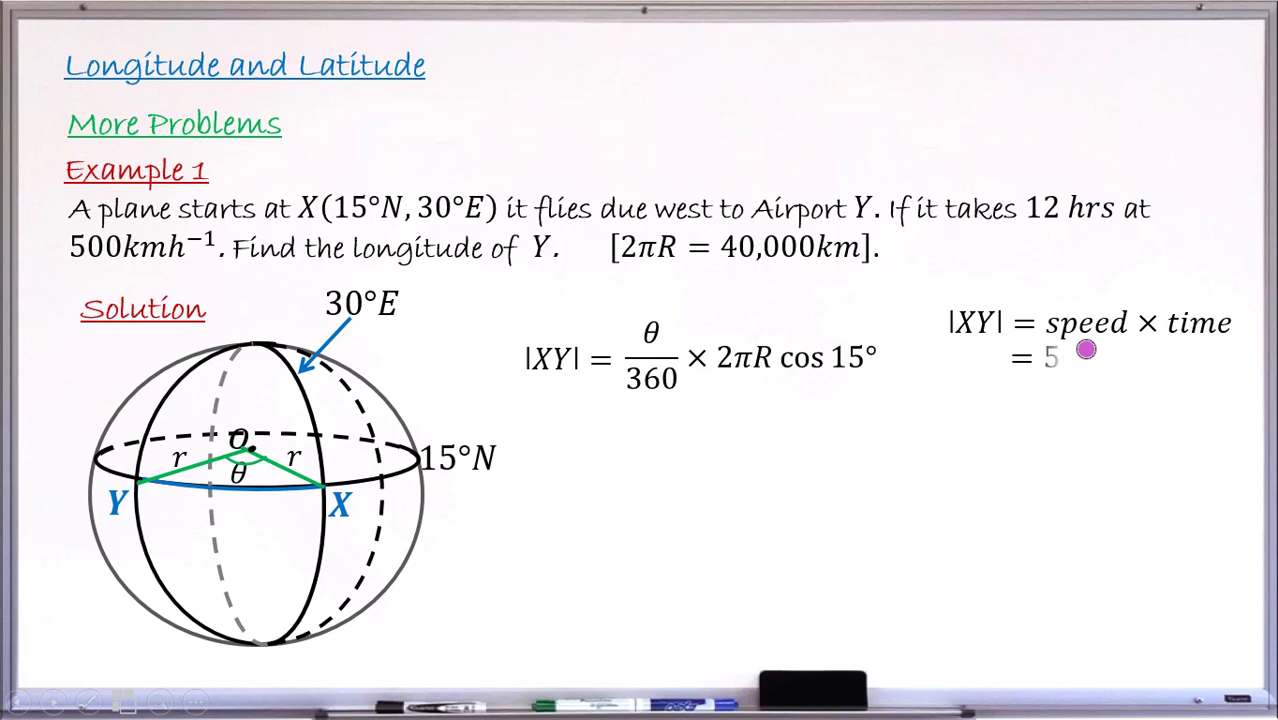 Longitude and Latitude
More Problems
Example 1
A plane starts at X(15°N, 30°E) it flies due west to Airport Y. If it takes 12 hrs at
500kmh⁻¹. Find the longitude of Y. [2πR = 40,000km].
Solution
30°E
|XY| = θ/360 × 2πR cos 15°
|XY| = speed × time
= 5
O
r
r
θ
15°N
Y
X